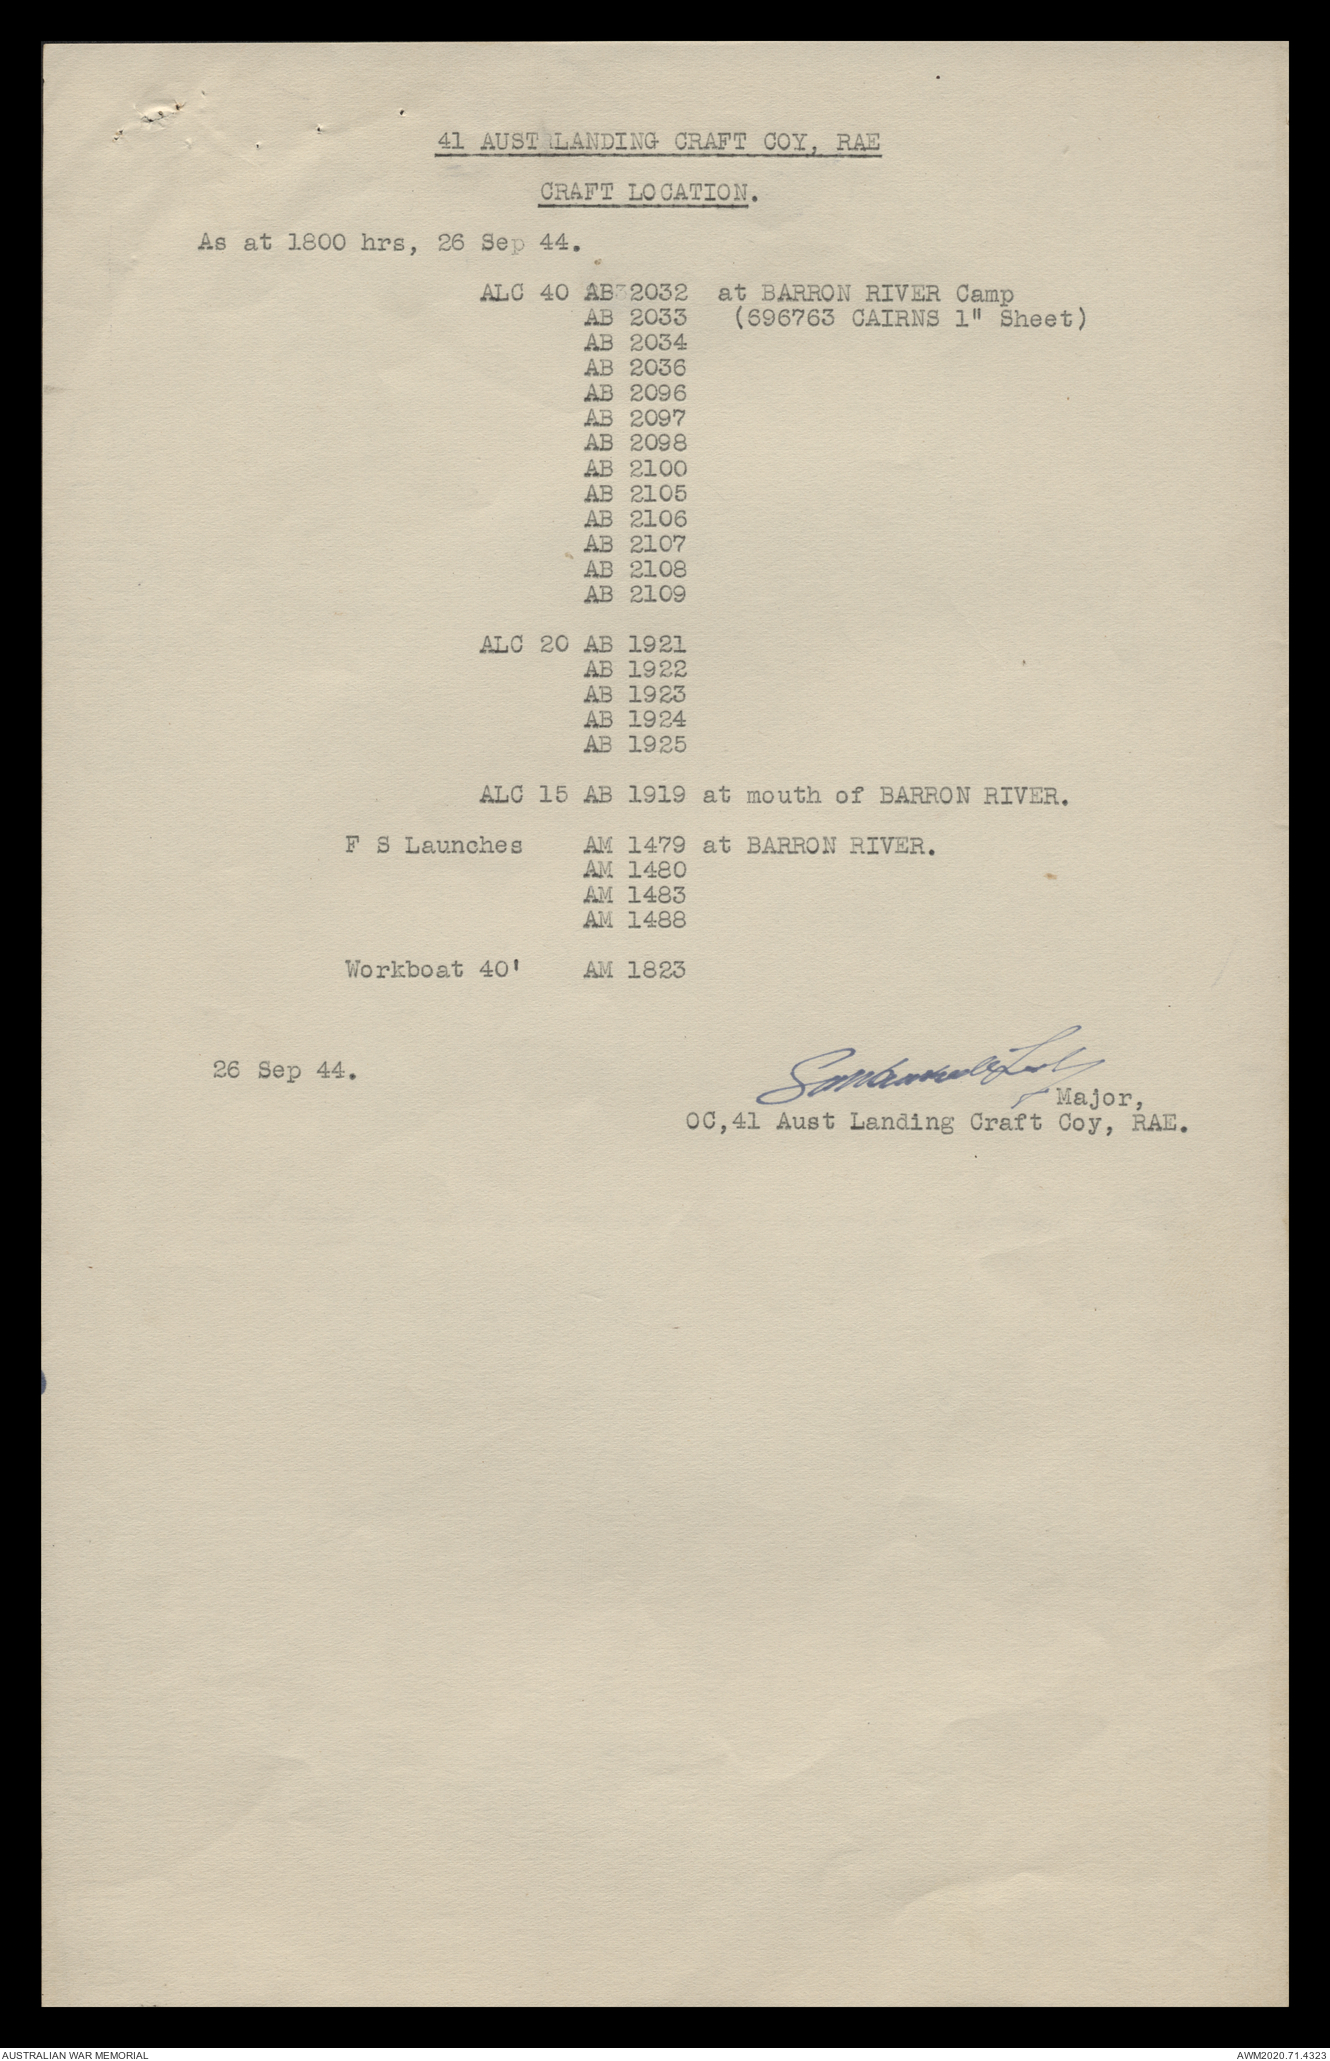 41 AUST LANDING CRAFT COY, RAE
CRAFT LOCATION.
As at 1800 hrs, 26 Sep 44.
ALC 40 AB 2032 at BARRON RIVER Camp
AB 2033 (696763 CAIRNS 1" Sheet)
AB 2034
AB 2036
AB 2096
AB 2097
AB 2098
AB 2100
AB 2105
AB 2106
AB 2107
AB 2108
AB 2109
ALC 20 AB 1921
AB 1922
AB 1923
AB 1924
AB 1925
ALC 15 AB 1919 at mouth of BARRON RIVER.
F S Launches AM 1479 at BARRON RIVER.
AM 1480
AM 1483
AM 1488
Workboat 40' AM 1823
26 Sep 44.
Major,
OC,41 Aust Landing Craft Coy, RAE.
AUSTRALIAN WAR MEMORIAL
AWM2020.71.4323